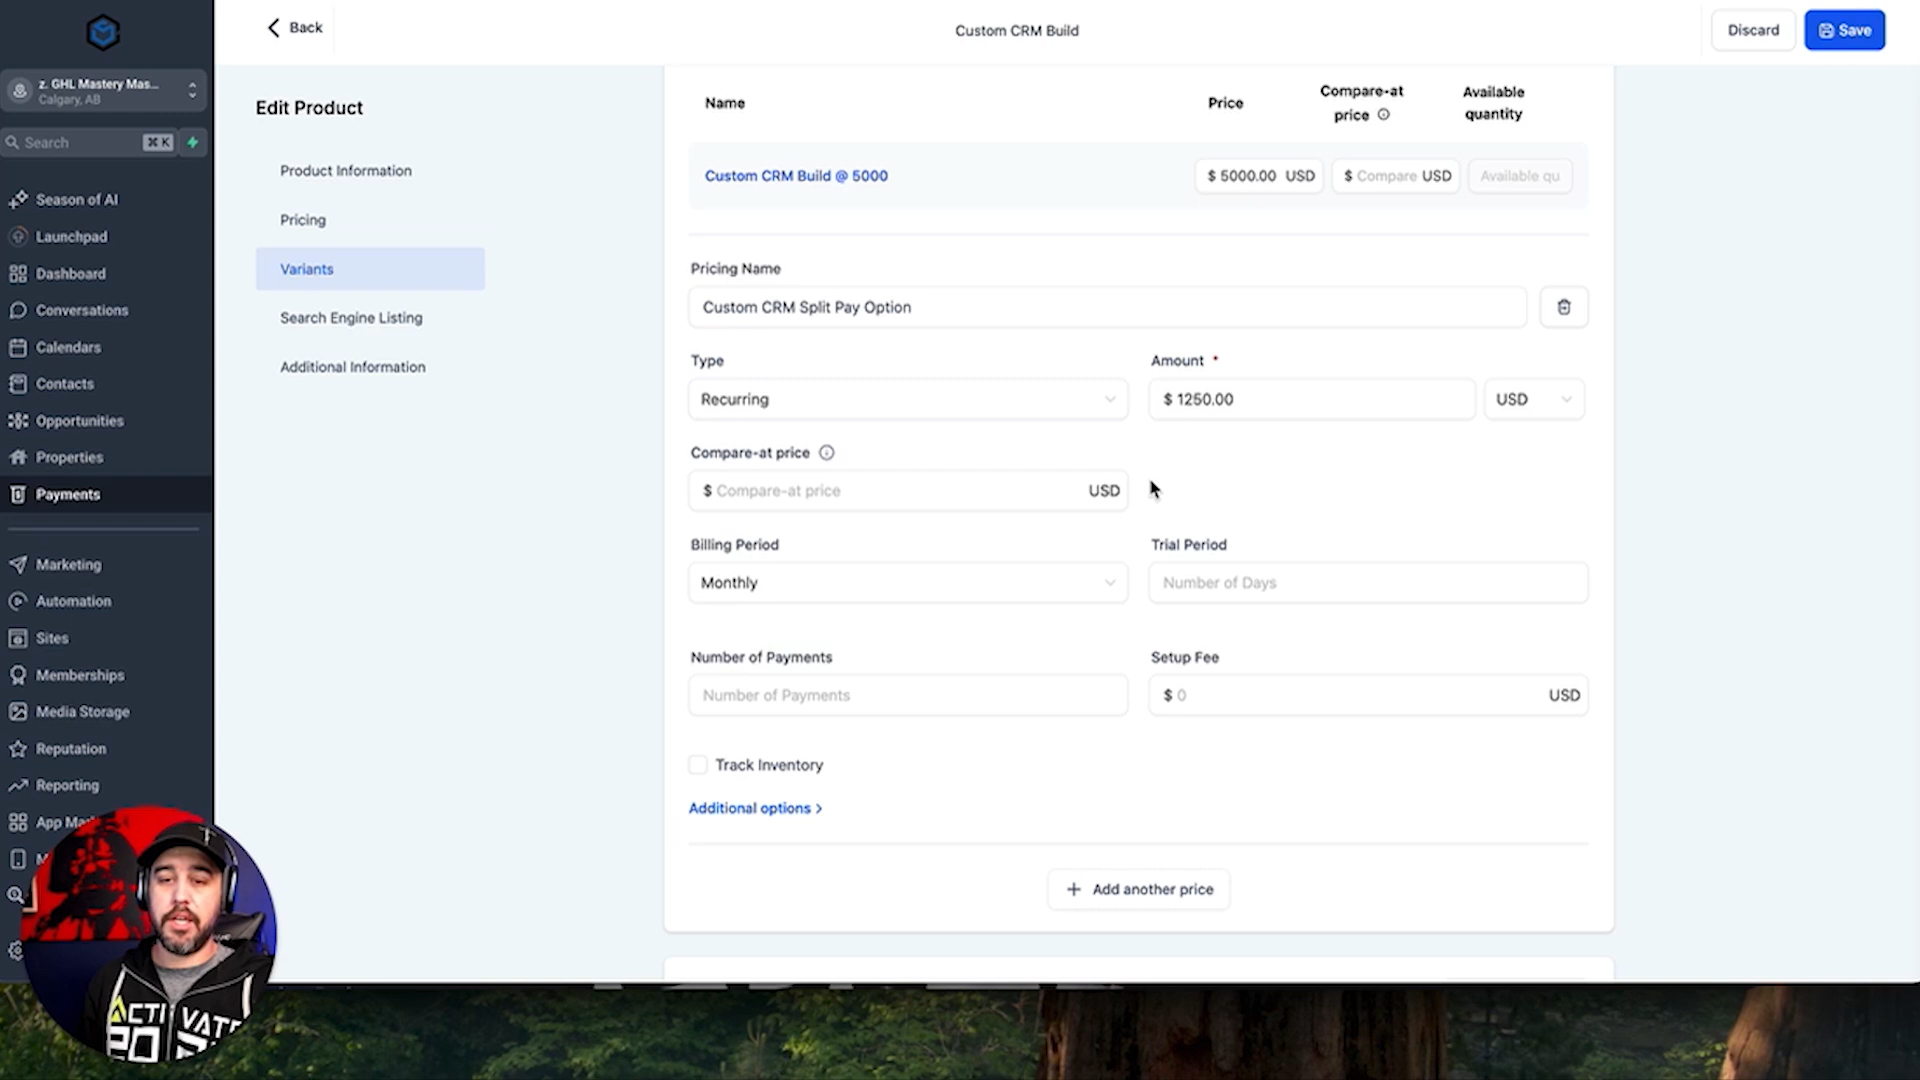 Back
Custom CRM Build
Discard
Save
z. GHL Mastery Mas...
Calgary, AB
Search
⌘ K
Season of AI
Launchpad
Dashboard
Conversations
Calendars
Contacts
Opportunities
Properties
Payments
Marketing
Automation
Sites
Memberships
Media Storage
Reputation
Reporting
App Ma
Edit Product
Product Information
Pricing
Variants
Search Engine Listing
Additional Information
Name
Price
Compare-at price
Available quantity
Custom CRM Build @ 5000
$ 5000.00 USD
$ Compare USD
Available qu
Pricing Name
Custom CRM Split Pay Option
Type
Amount *
Recurring
$ 1250.00
USD
Compare-at price
$ Compare-at price USD
Billing Period
Trial Period
Monthly
Number of Days
Number of Payments
Setup Fee
Number of Payments
$ 0 USD
Track Inventory
Additional options >
+ Add another price
ACTIVATE
20